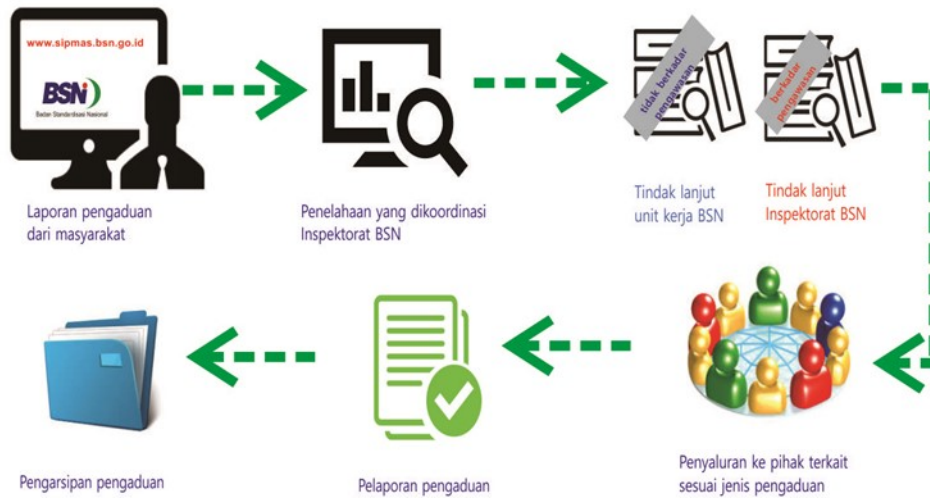 www.sipmas.bsn.go.id
BSN
Badan Standardisasi Nasional
Laporan pengaduan
dari masyarakat
Penelahaan yang dikoordinasi
Inspektorat BSN
tidak berkadar
pengawasan
Tindak lanjut
unit kerja BSN
berkadar
pengawasan
Tindak lanjut
Inspektorat BSN
Penyaluran ke pihak terkait
sesuai jenis pengaduan
Pelaporan pengaduan
Pengarsipan pengaduan